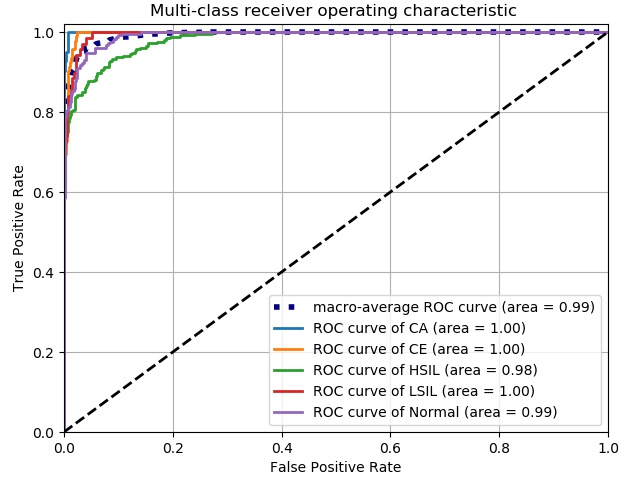 Multi-class receiver operating characteristic
1.0
0.8
0.6
0.4
0.2
0.0
True Positive Rate
macro-average ROC curve (area = 0.99)
ROC curve of CA (area = 1.00)
ROC curve of CE (area = 1.00)
ROC curve of HSIL (area = 0.98)
ROC curve of LSIL (area = 1.00)
ROC curve of Normal (area = 0.99)
0.0 0.2 0.4 0.6 0.8 1.0
False Positive Rate